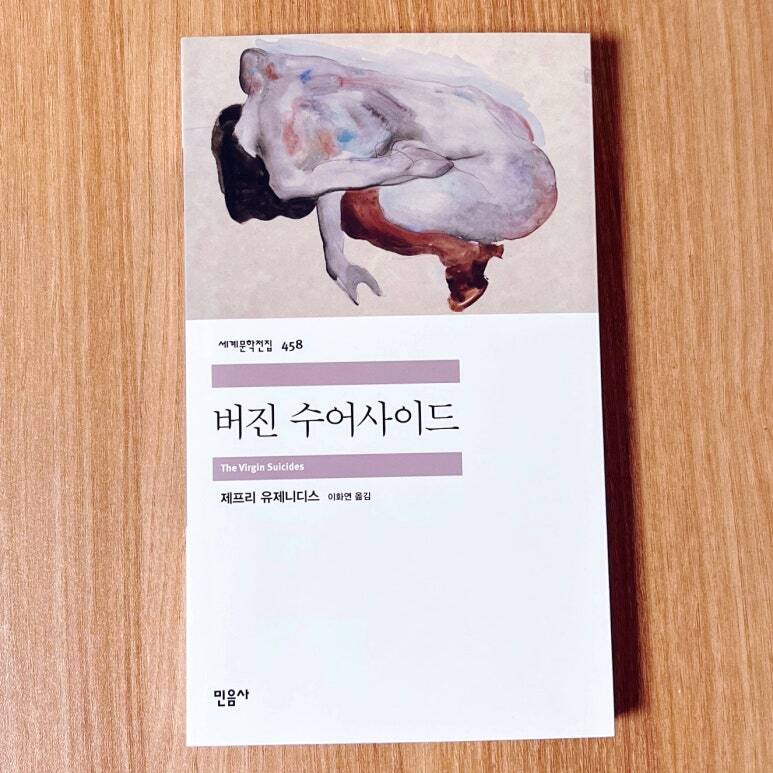 세계문학전집 458
버진 수어사이드
The Virgin Suicides
제프리 유제니디스 이화연 옮김
민음사